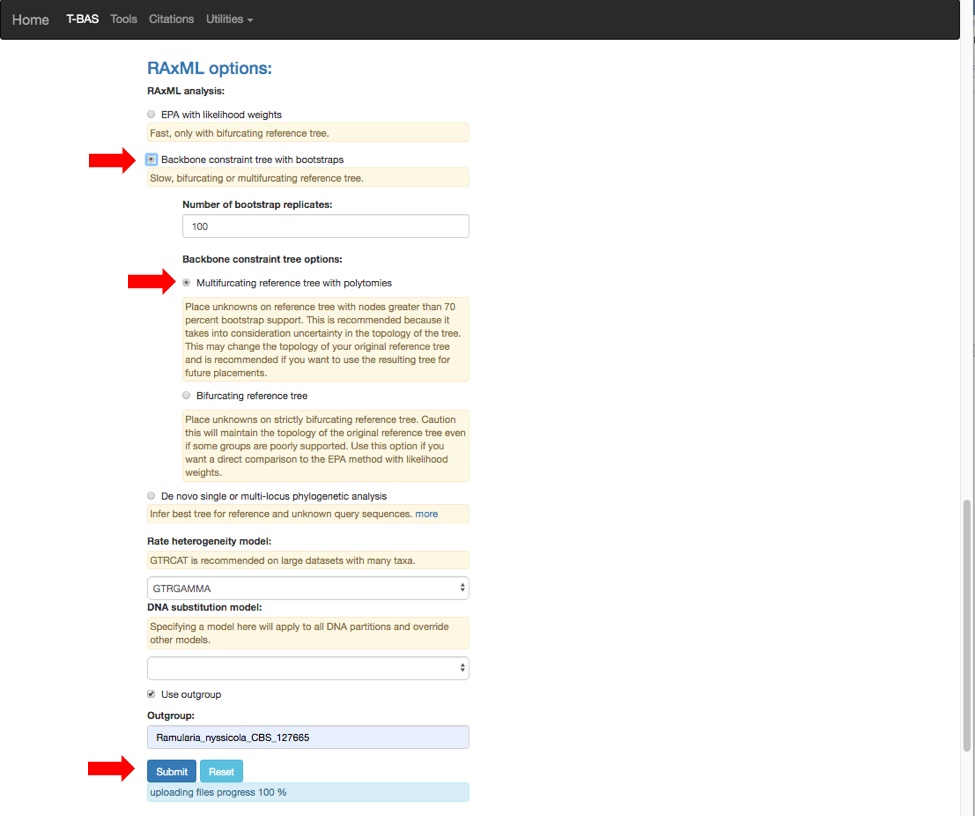 Home T-BAS Tools Citations Utilities
RAxML options:
RAxML analysis:
EPA with likelihood weights
Fast, only with bifurcating reference tree.
Backbone constraint tree with bootstraps
Slow, bifurcating or multifurcating reference tree.
Number of bootstrap replicates:
100
Backbone constraint tree options:
Multifurcating reference tree with polytomies
Place unknowns on reference tree with nodes greater than 70
percent bootstrap support. This is recommended because it
takes into consideration uncertainty in the topology of the tree.
This may change the topology of your original reference tree
and is recommended if you want to use the resulting tree for
future placements.
Bifurcating reference tree
Place unknowns on strictly bifurcating reference tree. Caution
this will maintain the topology of the original reference tree even
if some groups are poorly supported. Use this option if you
want a direct comparison to the EPA method with likelihood
weights.
De novo single or multi-locus phylogenetic analysis
Infer best tree for reference and unknown query sequences. more
Rate heterogeneity model:
GTRCAT is recommended on large datasets with many taxa.
GTRGAMMA
DNA substitution model:
Specifying a model here will apply to all DNA partitions and override
other models.
Use outgroup
Outgroup:
Ramularia_nyssicola_CBS_127665
Submit Reset
uploading files progress 100 %